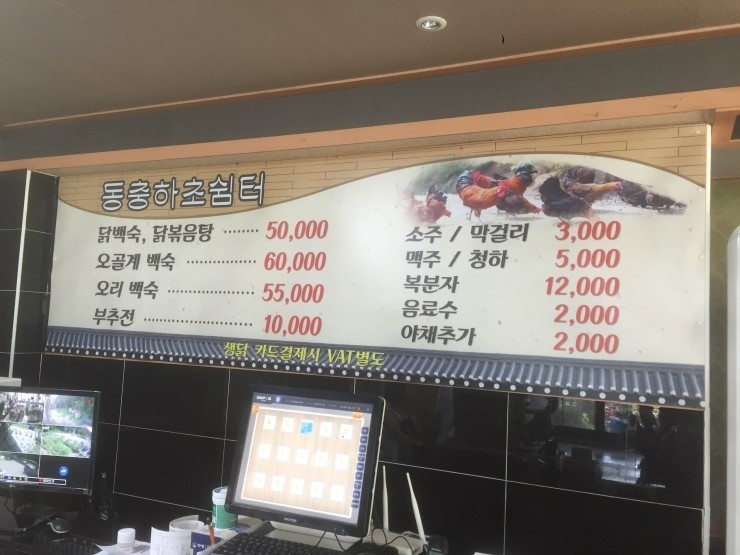 동충하초쉼터
닭백숙, 닭볶음탕 ········ 50,000
오골계 백숙 ················ 60,000
오리 백숙 ··················· 55,000
부추전 ······················· 10,000
소주 / 막걸리 3,000
맥주 / 청하 5,000
복분자 12,000
음료수 2,000
야채추가 2,000
생닭 카드결제시 VAT별도